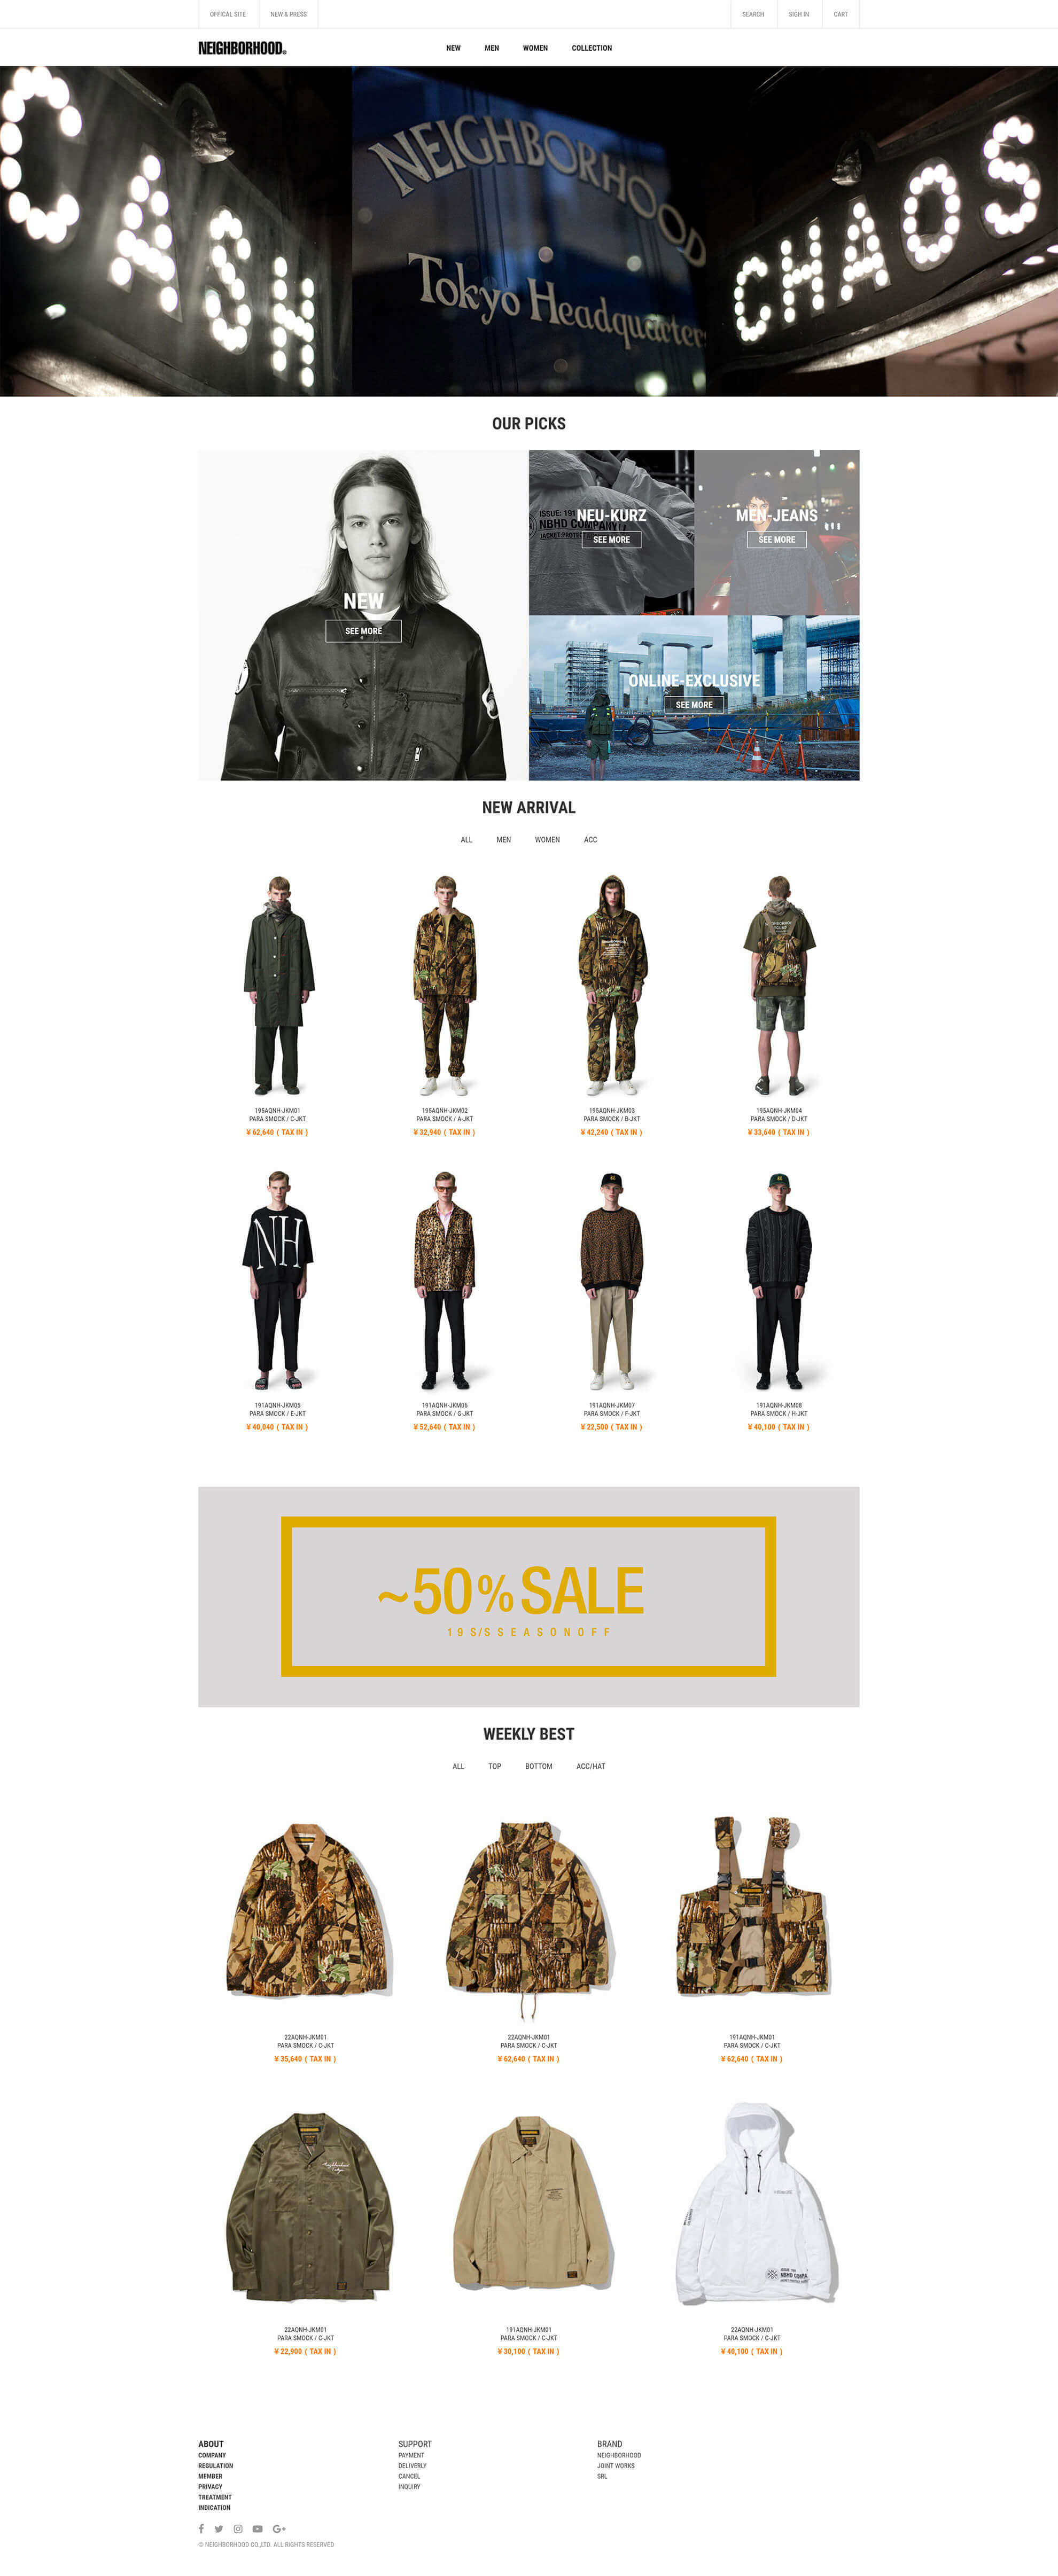 OFFICAL SITE NEW & PRESS SEARCH SIGH IN CART
NEIGHBORHOOD® NEW MEN WOMEN COLLECTION
CASH
NEIGHBORHOOD
Tokyo Headquarter
CHAOS
OUR PICKS
NEW
SEE MORE
ISSUE: 191
NBHD COMPANY
NEU-KURZ
SEE MORE
MEN-JEANS
SEE MORE
ONLINE-EXCLUSIVE
SEE MORE
NEW ARRIVAL
ALL MEN WOMEN ACC
195AQNH-JKM01
PARA SMOCK / C-JKT
¥ 62,640 ( TAX IN )
195AQNH-JKM02
PARA SMOCK / A-JKT
¥ 32,940 ( TAX IN )
195AQNH-JKM03
PARA SMOCK / B-JKT
¥ 42,240 ( TAX IN )
195AQNH-JKM04
PARA SMOCK / D-JKT
¥ 33,640 ( TAX IN )
NH
191AQNH-JKM05
PARA SMOCK / E-JKT
¥ 40,040 ( TAX IN )
191AQNH-JKM06
PARA SMOCK / G-JKT
¥ 52,640 ( TAX IN )
191AQNH-JKM07
PARA SMOCK / F-JKT
¥ 22,500 ( TAX IN )
191AQNH-JKM08
PARA SMOCK / H-JKT
¥ 40,100 ( TAX IN )
~50% SALE
19 S/S SEASON OFF
WEEKLY BEST
ALL TOP BOTTOM ACC/HAT
22AQNH-JKM01
PARA SMOCK / C-JKT
¥ 35,640 ( TAX IN )
22AQNH-JKM01
PARA SMOCK / C-JKT
¥ 62,640 ( TAX IN )
191AQNH-JKM01
PARA SMOCK / C-JKT
¥ 62,640 ( TAX IN )
22AQNH-JKM01
PARA SMOCK / C-JKT
¥ 22,900 ( TAX IN )
191AQNH-JKM01
PARA SMOCK / C-JKT
¥ 30,100 ( TAX IN )
22AQNH-JKM01
PARA SMOCK / C-JKT
¥ 40,100 ( TAX IN )
ABOUT
COMPANY
REGULATION
MEMBER
PRIVACY
TREATMENT
INDICATION
SUPPORT
PAYMENT
DELIVERLY
CANCEL
INQUIRY
BRAND
NEIGHBORHOOD
JOINT WORKS
SRL
© NEIGHBORHOOD CO.,LTD. ALL RIGHTS RESERVED